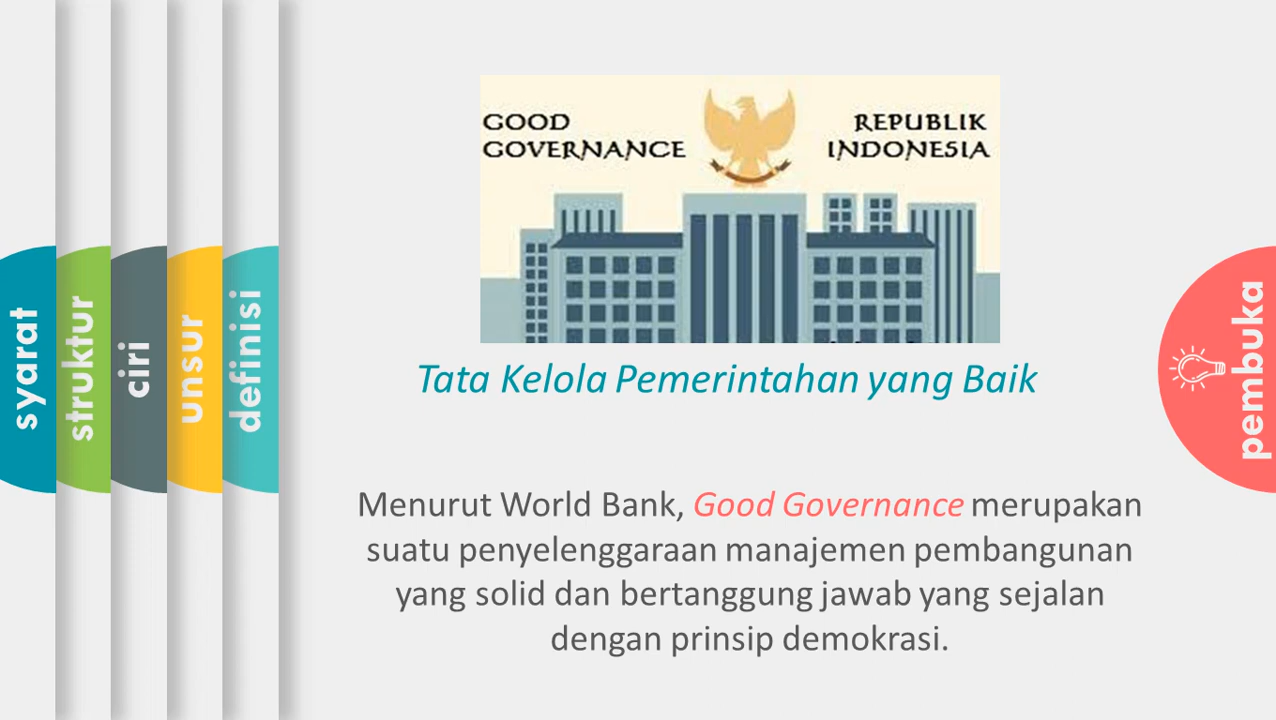 syarat
struktur
ciri
unsur
definisi
GOOD
GOVERNANCE
REPUBLIK
INDONESIA
Tata Kelola Pemerintahan yang Baik
Menurut World Bank, Good Governance merupakan
suatu penyelenggaraan manajemen pembangunan
yang solid dan bertanggung jawab yang sejalan
dengan prinsip demokrasi.
pembuka